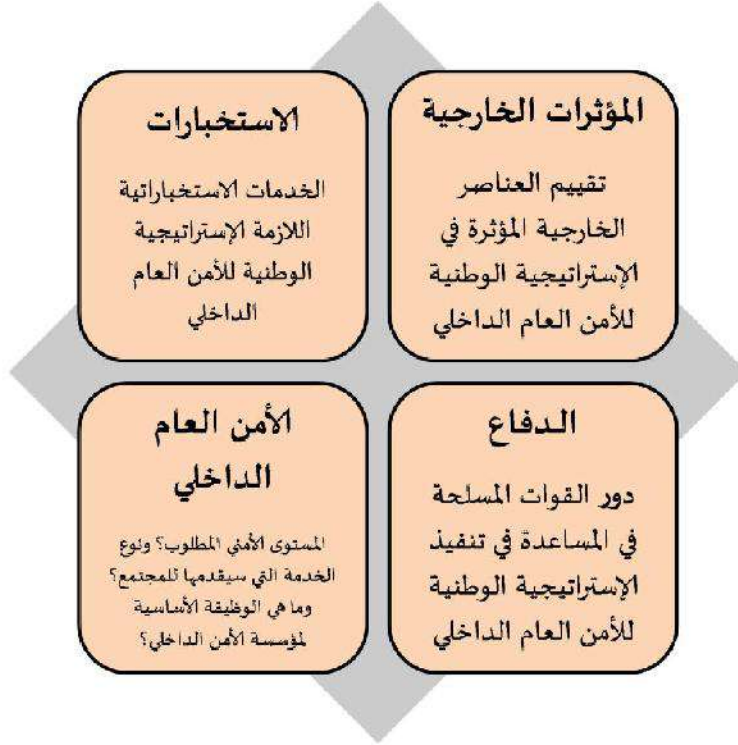 المؤثرات الخارجية
تقييم العناصر
الخارجية المؤثرة في
الإستراتيجية الوطنية
للأمن العام الداخلي
الاستخبارات
الخدمات الاستخباراتية
اللازمة الإستراتيجية
الوطنية للأمن العام
الداخلي
الدفاع
دور القوات المسلحة
في المساعدة في تنفيذ
الإستراتيجية الوطنية
للأمن العام الداخلي
الأمن العام
الداخلي
المستوى الأمني المطلوب؟ ونوع
الخدمة التي سيقدمها للمجتمع؟
وما هي الوظيفة الأساسية
لمؤسسة الأمن الداخلي؟